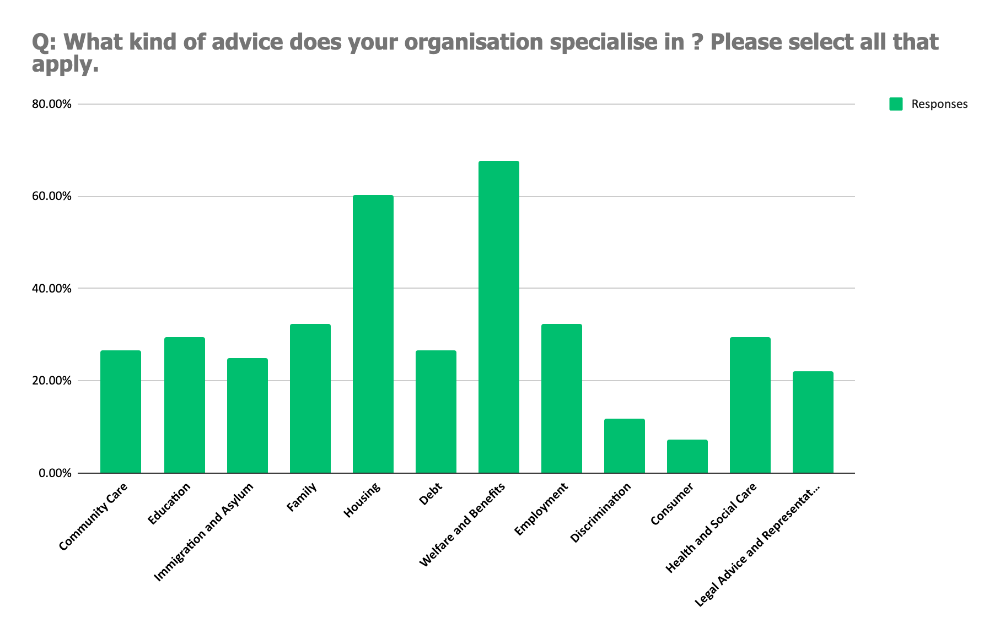 Q: What kind of advice does your organisation specialise in ? Please select all that
apply.
80.00%
Responses
60.00%
40.00%
20.00%
0.00%
Community Care
Education
Immigration and Asylum
Family
Housing
Debt
Welfare and Benefits
Employment
Discrimination
Consumer
Health and Social Care
Legal Advice and Representat...